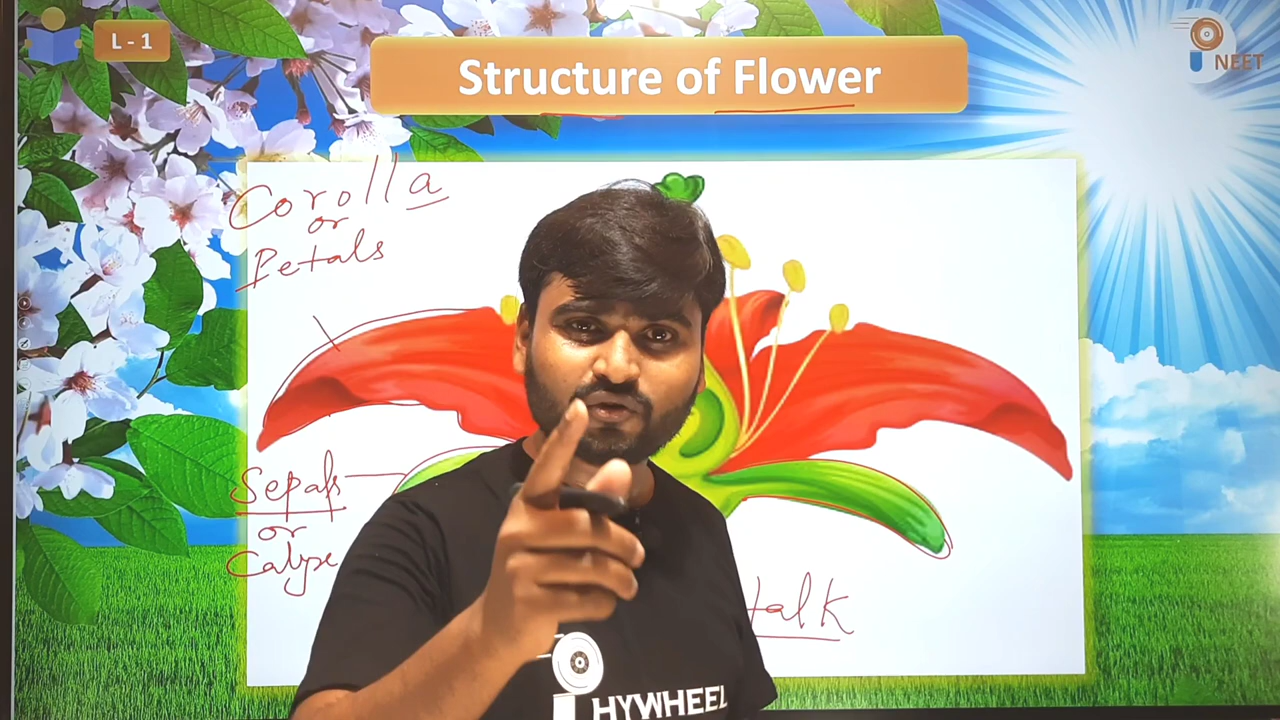 L - 1
Structure of Flower
NEET
Corolla
or
Petals
Sepals
or
Calyx
talk
HYWHEEL